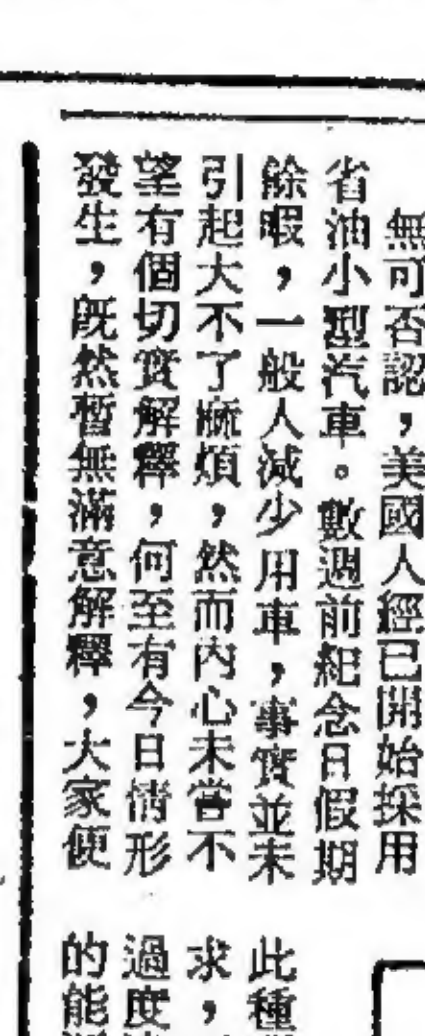 無可否認，美國人經已開始採用
省油小型汽車。數週前紀念日假期
餘暇，一般人減少用車，事實並未
引起大不了麻煩，然而內心未嘗不
望有個切實解釋，何至有今日情形
發生，既然暫無滿意解釋，大家便
此種
求，
過度
的能